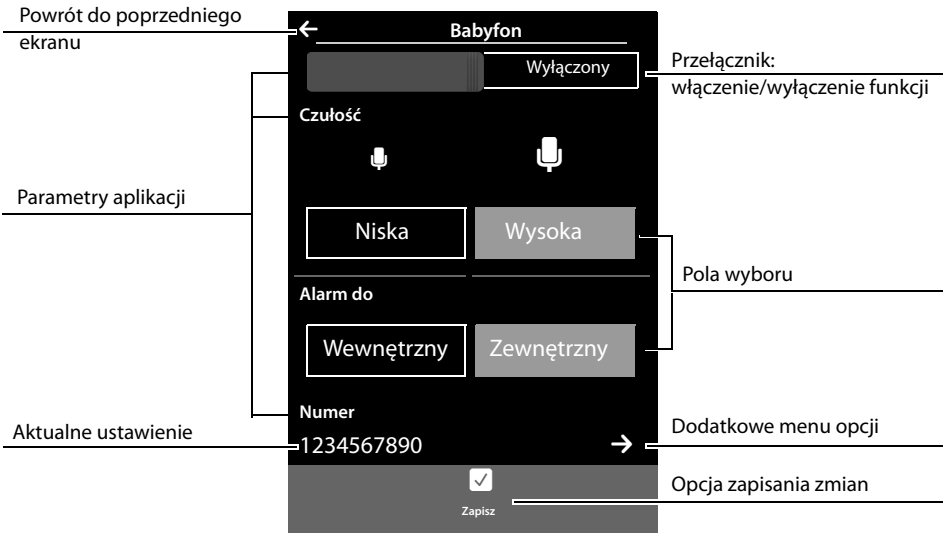 Powrót do poprzedniego
ekranu
Babyfon
Wyłączony
Przełącznik:
włączenie/wyłączenie funkcji
Czułość
Parametry aplikacji
Niska
Wysoka
Pola wyboru
Alarm do
Wewnętrzny
Zewnętrzny
Numer
Aktualne ustawienie
1234567890
Dodatkowe menu opcji
Opcja zapisania zmian
Zapisz